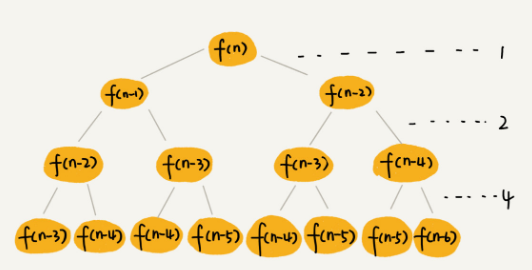 f(n) 1
f(n-1) f(n-2)
2
f(n-2) f(n-3) f(n-3) f(n-4)
4
f(n-3) f(n-4) f(n-4) f(n-5) f(n-4) f(n-5) f(n-5) f(n-6)